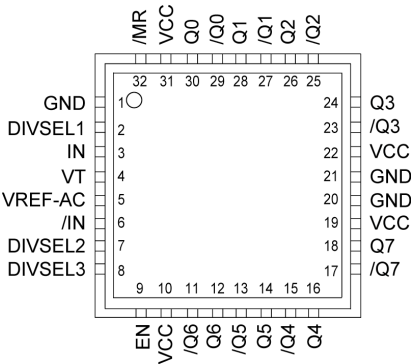 /MR VCC Q0 /Q0 Q1 /Q1 Q2 /Q2
32 31 30 29 28 27 26 25
GND 1 24 Q3
DIVSEL1 2 23 /Q3
IN 3 22 VCC
VT 4 21 GND
VREF-AC 5 20 GND
/IN 6 19 VCC
DIVSEL2 7 18 Q7
DIVSEL3 8 17 /Q7
9 10 11 12 13 14 15 16
EN VCC /Q6 Q6 /Q5 Q5 /Q4 Q4